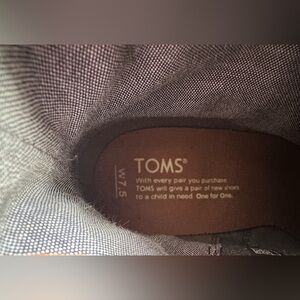 TOMS®
With every pair you purchase
TOMS will give a pair of new shoes
to a child in need. One for One.
W7.5